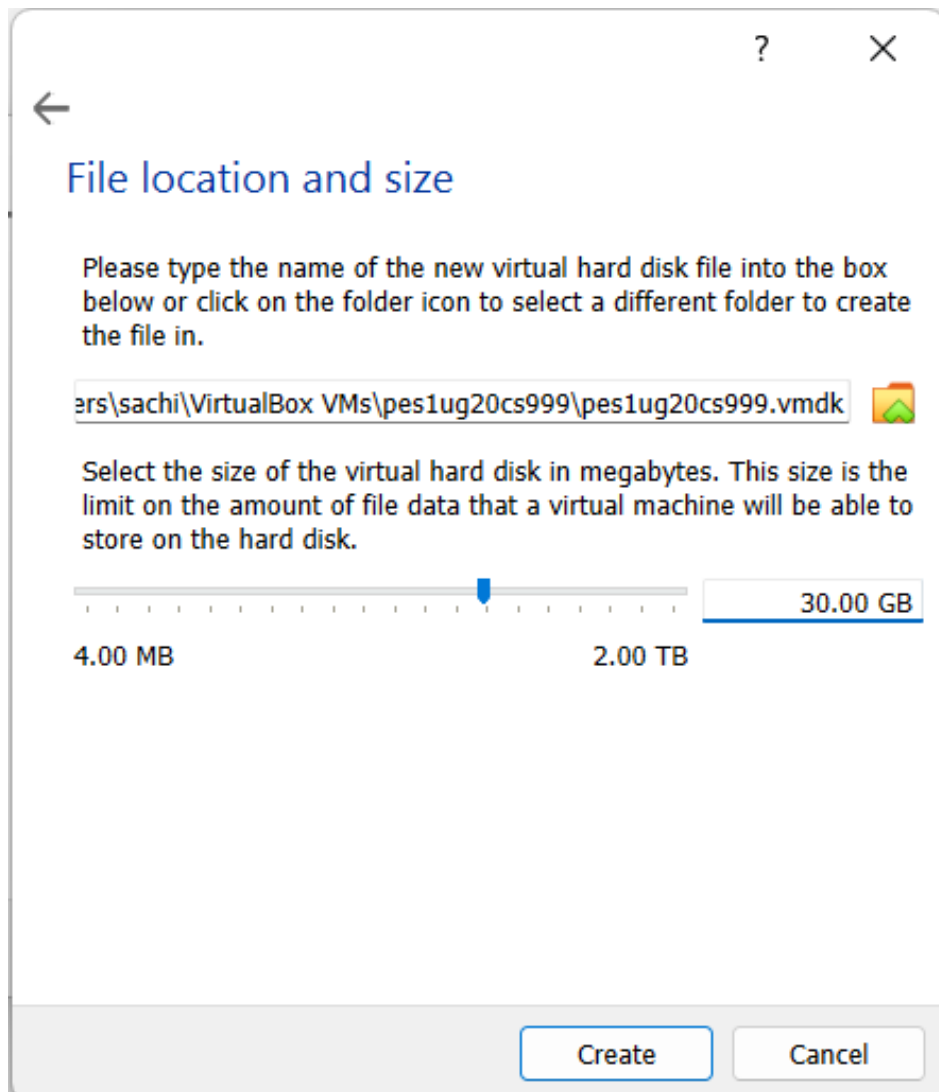 ?
File location and size
Please type the name of the new virtual hard disk file into the box
below or click on the folder icon to select a different folder to create
the file in.
ers\sachi\VirtualBox VMs\pes1ug20cs999\pes1ug20cs999.vmdk
Select the size of the virtual hard disk in megabytes. This size is the
limit on the amount of file data that a virtual machine will be able to
store on the hard disk.
30.00 GB
4.00 MB 2.00 TB
Create Cancel